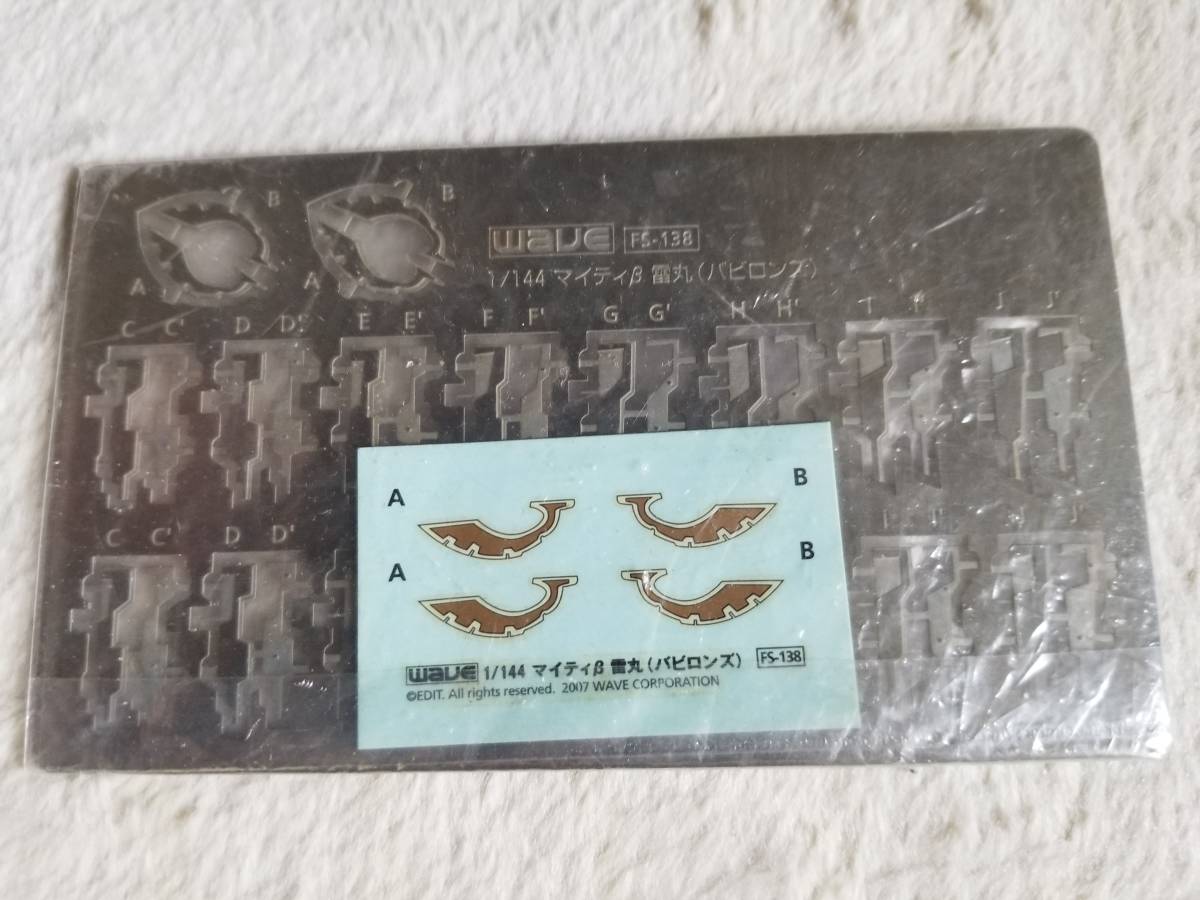 B B
A A
WAVE FS-138
1/144 マイティβ 雷丸(バビロンズ)
C C' D D' E E' F F' G G' H H' I I' J J'
C C' D D' I I' J J'
A B
A B
WAVE 1/144 マイティβ 雷丸(バビロンズ) FS-138
©EDIT. All rights reserved. 2007 WAVE CORPORATION